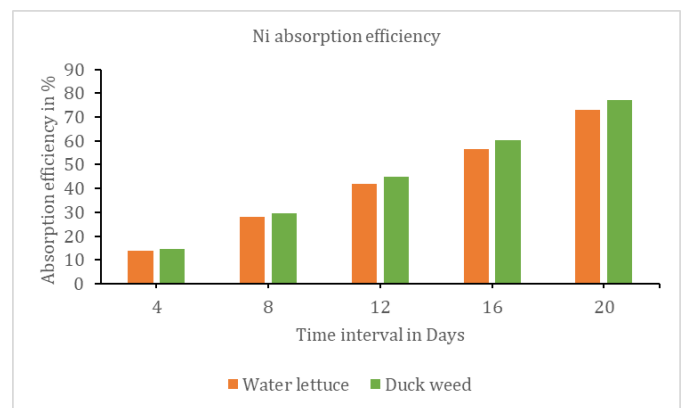 Ni absorption efficiency
Absorption efficiency in %
90
80
70
60
50
40
30
20
10
0
4 8 12 16 20
Time interval in Days
Water lettuce Duck weed